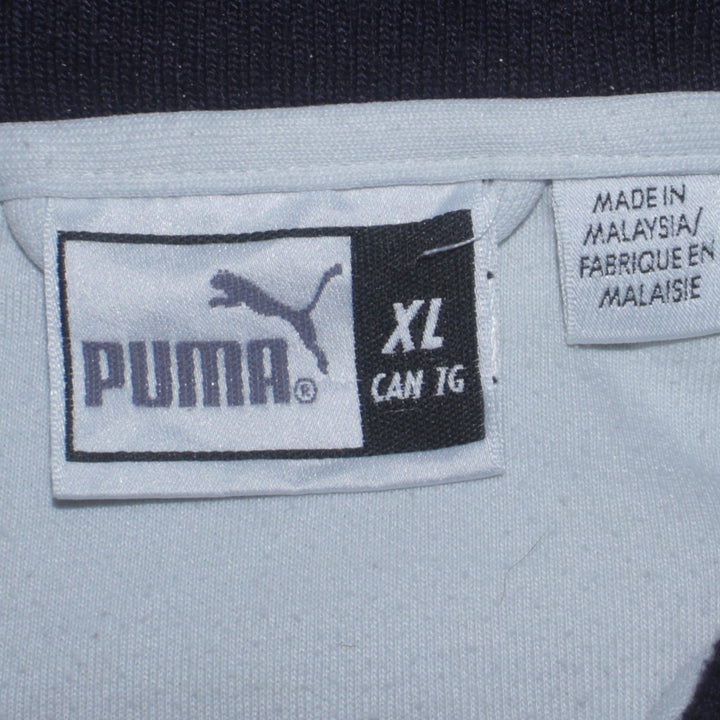 PUMA®
XL
CAN TG
MADE IN
MALAYSIA/
FABRIQUE EN
MALAISIE